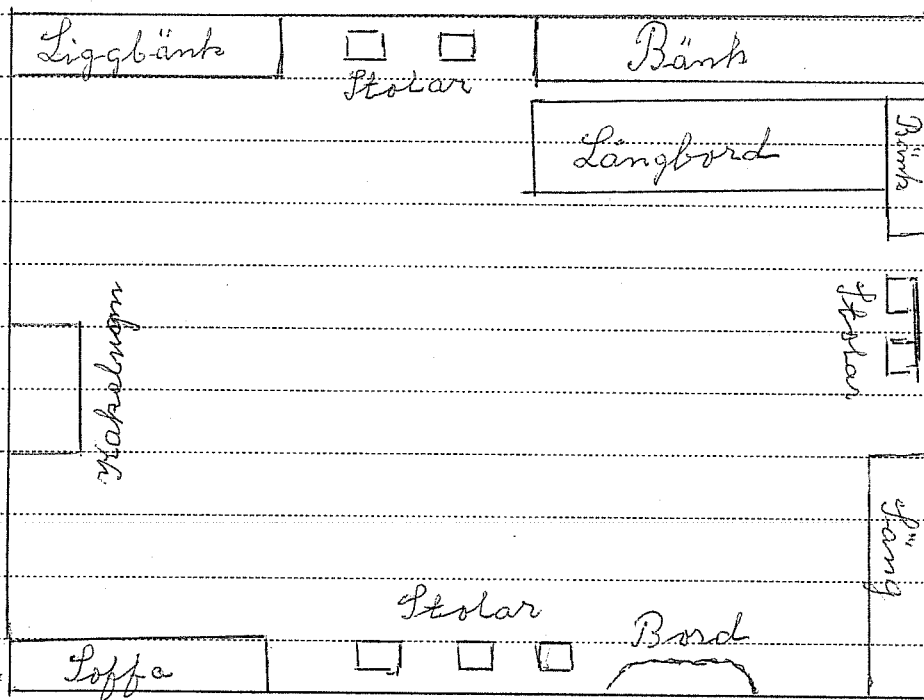 Liggbänk
Stolar
Bänk
Långbord
Bänk
Stolar
Kakelugn
Säng
Stolar
Bord
Soffa